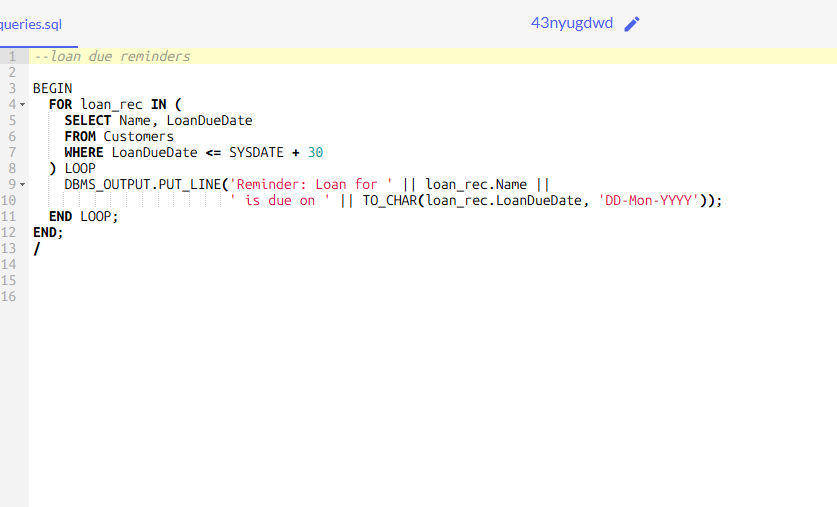 queries.sql
43nyugdwd
1 --loan due reminders
2
3 BEGIN
4 FOR loan_rec IN (
5 SELECT Name, LoanDueDate
6 FROM Customers
7 WHERE LoanDueDate <= SYSDATE + 30
8 ) LOOP
9 DBMS_OUTPUT.PUT_LINE('Reminder: Loan for ' || loan_rec.Name ||
10 ' is due on ' || TO_CHAR(loan_rec.LoanDueDate, 'DD-Mon-YYYY'));
11 END LOOP;
12 END;
13 /
14
15
16